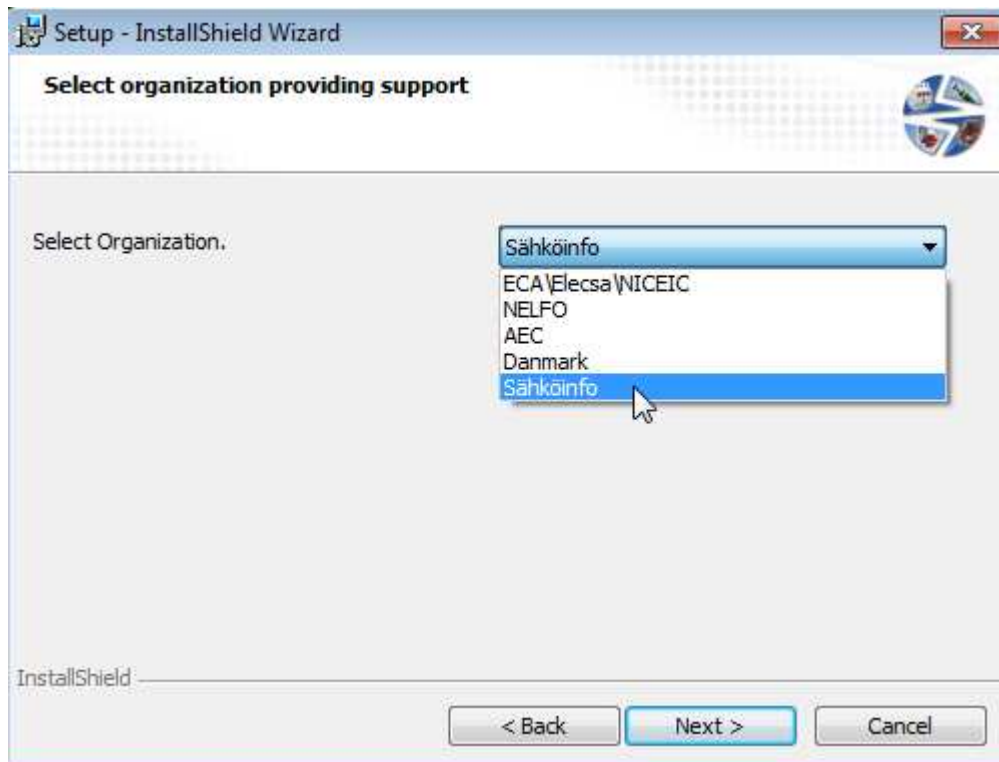 Setup - InstallShield Wizard
Select organization providing support
Select Organization.
Sähköinfo
ECA\Elecsa\NICEIC
NELFO
AEC
Danmark
Sähköinfo
InstallShield
< Back
Next >
Cancel